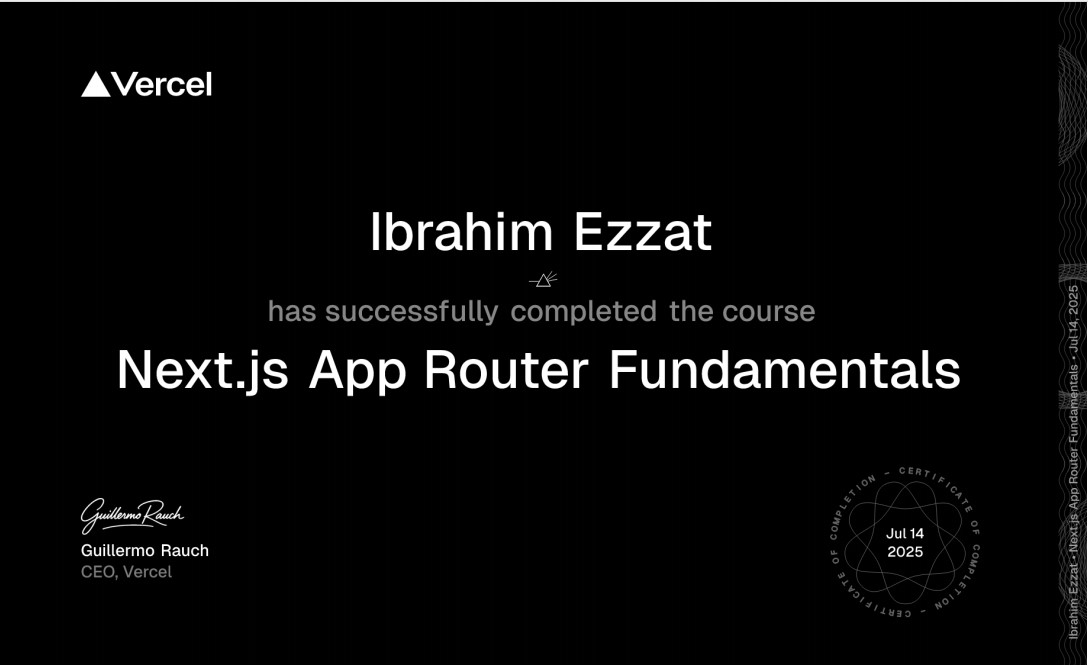 Vercel
Ibrahim Ezzat
has successfully completed the course
Next.js App Router Fundamentals
Guillermo Rauch
Guillermo Rauch
CEO, Vercel
CERTIFICATE OF COMPLETION – CERTIFICATE OF COMPLETION –
Jul 14
2025
Ibrahim Ezzat • Next.js App Router Fundamentals • Jul 14, 2025